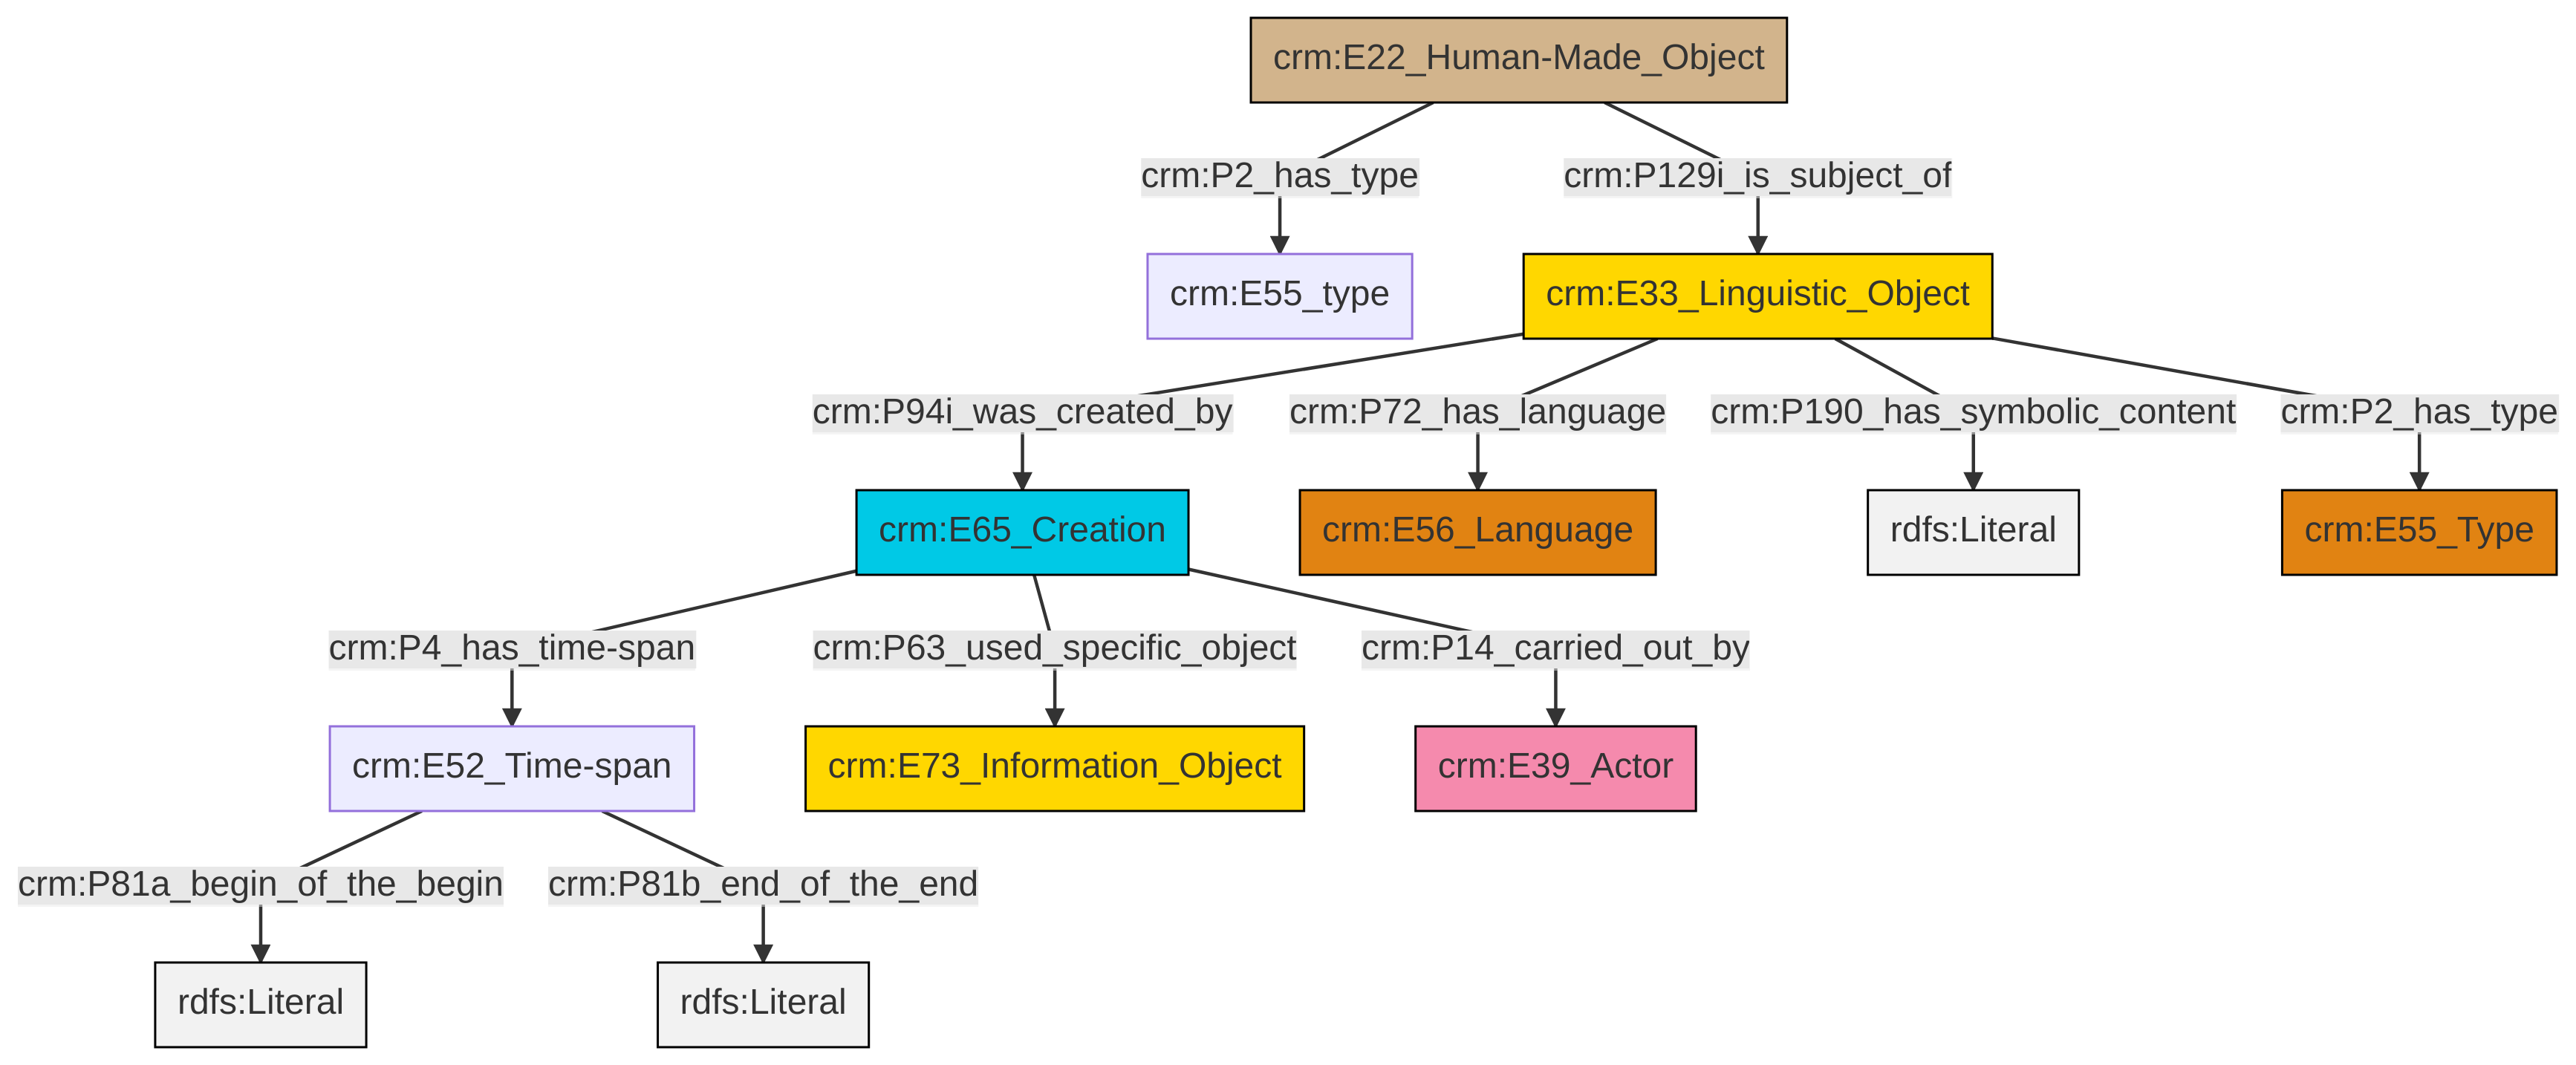 crm:E22_Human-Made_Object
crm:P2_has_type
crm:P129i_is_subject_of
crm:E55_type
crm:E33_Linguistic_Object
crm:P94i_was_created_by
crm:P72_has_language
crm:P190_has_symbolic_content
crm:P2_has_type
crm:E65_Creation
crm:E56_Language
rdfs:Literal
crm:E55_Type
crm:P4_has_time-span
crm:P63_used_specific_object
crm:P14_carried_out_by
crm:E52_Time-span
crm:E73_Information_Object
crm:E39_Actor
crm:P81a_begin_of_the_begin
crm:P81b_end_of_the_end
rdfs:Literal
rdfs:Literal